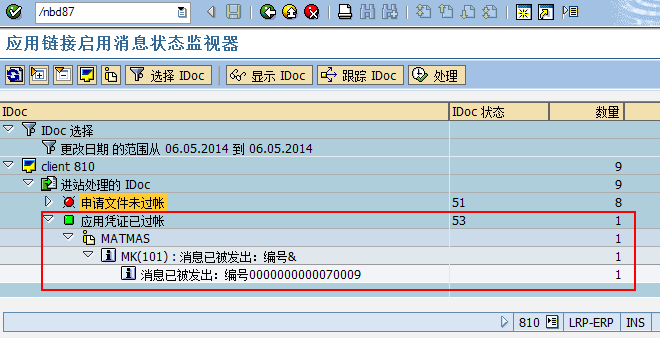 /nbd87
应用链接启用消息状态监视器
选择 IDoc 显示 IDoc 跟踪 IDoc 处理
IDoc IDoc 状态 数量
IDoc 选择
更改日期 的范围从 06.05.2014 到 06.05.2014
client 810 9
进站处理的 IDoc 9
申请文件未过帐 51 8
应用凭证已过帐 53 1
MATMAS 1
MK(101) : 消息已被发出：编号& 1
消息已被发出：编号0000000000070009 1
810 LRP-ERP INS